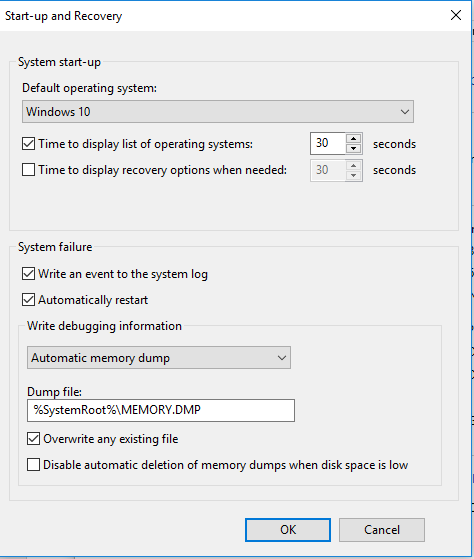 Start-up and Recovery
System start-up
Default operating system:
Windows 10
Time to display list of operating systems: 30 seconds
Time to display recovery options when needed: 30 seconds
System failure
Write an event to the system log
Automatically restart
Write debugging information
Automatic memory dump
Dump file:
%SystemRoot%\MEMORY.DMP
Overwrite any existing file
Disable automatic deletion of memory dumps when disk space is low
OK Cancel